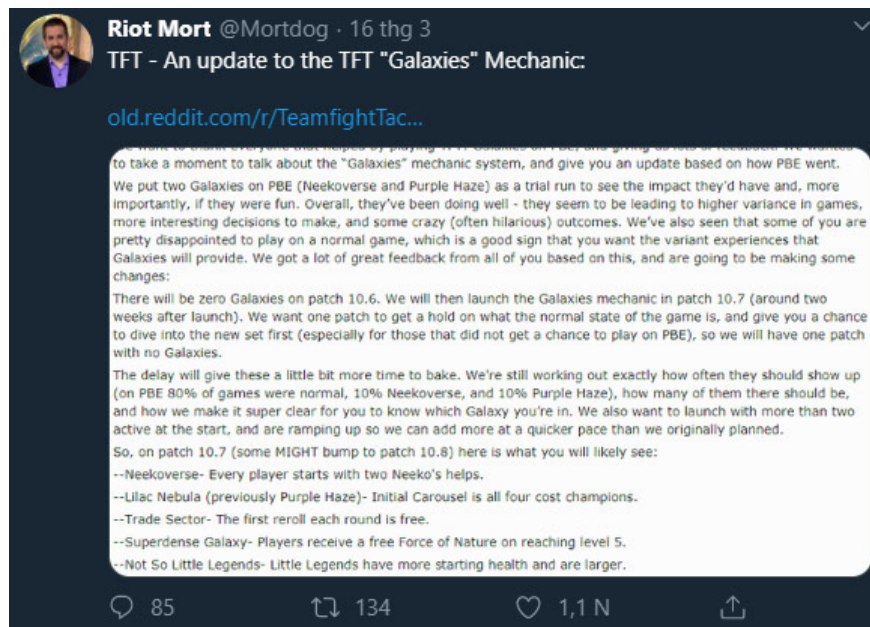 Riot Mort @Mortdog · 16 thg 3
TFT - An update to the TFT "Galaxies" Mechanic:
old.reddit.com/r/TeamfightTac...
to take a moment to talk about the "Galaxies" mechanic system, and give you an update based on how PBE went.
We put two Galaxies on PBE (Neekoverse and Purple Haze) as a trial run to see the impact they'd have and, more
importantly, if they were fun. Overall, they've been doing well - they seem to be leading to higher variance in games,
more interesting decisions to make, and some crazy (often hilarious) outcomes. We've also seen that some of you are
pretty disappointed to play on a normal game, which is a good sign that you want the variant experiences that
Galaxies will provide. We got a lot of great feedback from all of you based on this, and are going to be making some
changes:
There will be zero Galaxies on patch 10.6. We will then launch the Galaxies mechanic in patch 10.7 (around two
weeks after launch). We want one patch to get a hold on what the normal state of the game is, and give you a chance
to dive into the new set first (especially for those that did not get a chance to play on PBE), so we will have one patch
with no Galaxies.
The delay will give these a little bit more time to bake. We're still working out exactly how often they should show up
(on PBE 80% of games were normal, 10% Neekoverse, and 10% Purple Haze), how many of them there should be,
and how we make it super clear for you to know which Galaxy you're in. We also want to launch with more than two
active at the start, and are ramping up so we can add more at a quicker pace than we originally planned.
So, on patch 10.7 (some MIGHT bump to patch 10.8) here is what you will likely see:
--Neekoverse- Every player starts with two Neeko's helps.
--Lilac Nebula (previously Purple Haze)- Initial Carousel is all four cost champions.
--Trade Sector- The first reroll each round is free.
--Superdense Galaxy- Players receive a free Force of Nature on reaching level 5.
--Not So Little Legends- Little Legends have more starting health and are larger.
85 134 1,1 N